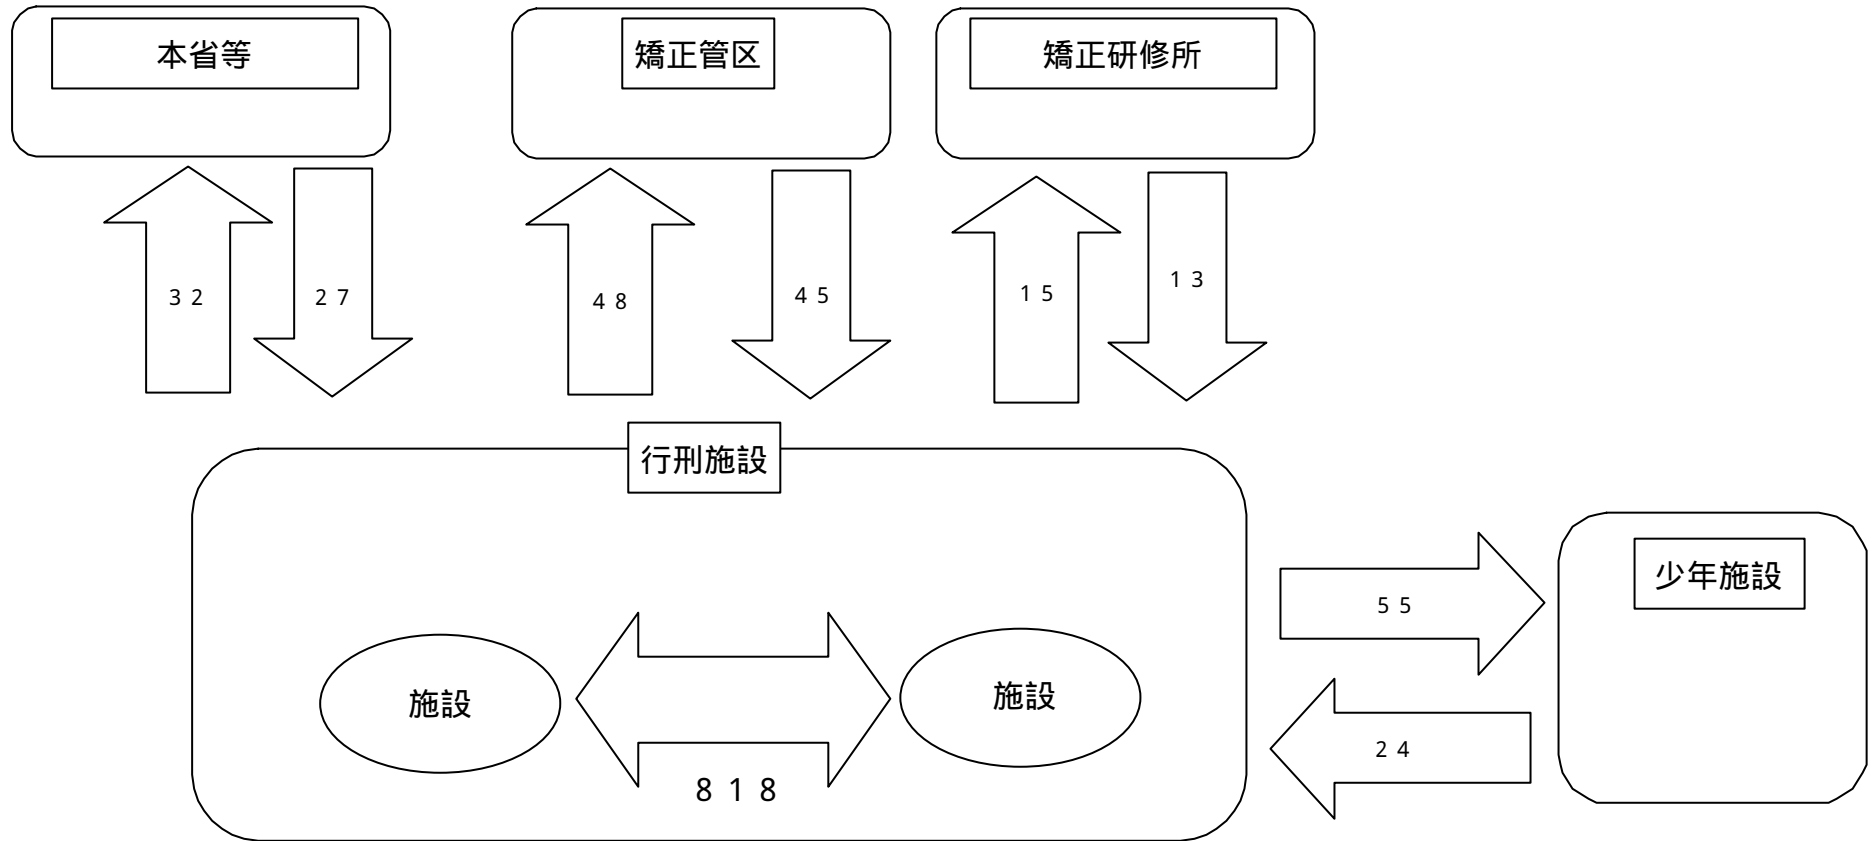 本省等
矯正管区
矯正研修所
３２
２７
４８
４５
１５
１３
行刑施設
少年施設
５５
施設
施設
２４
８１８